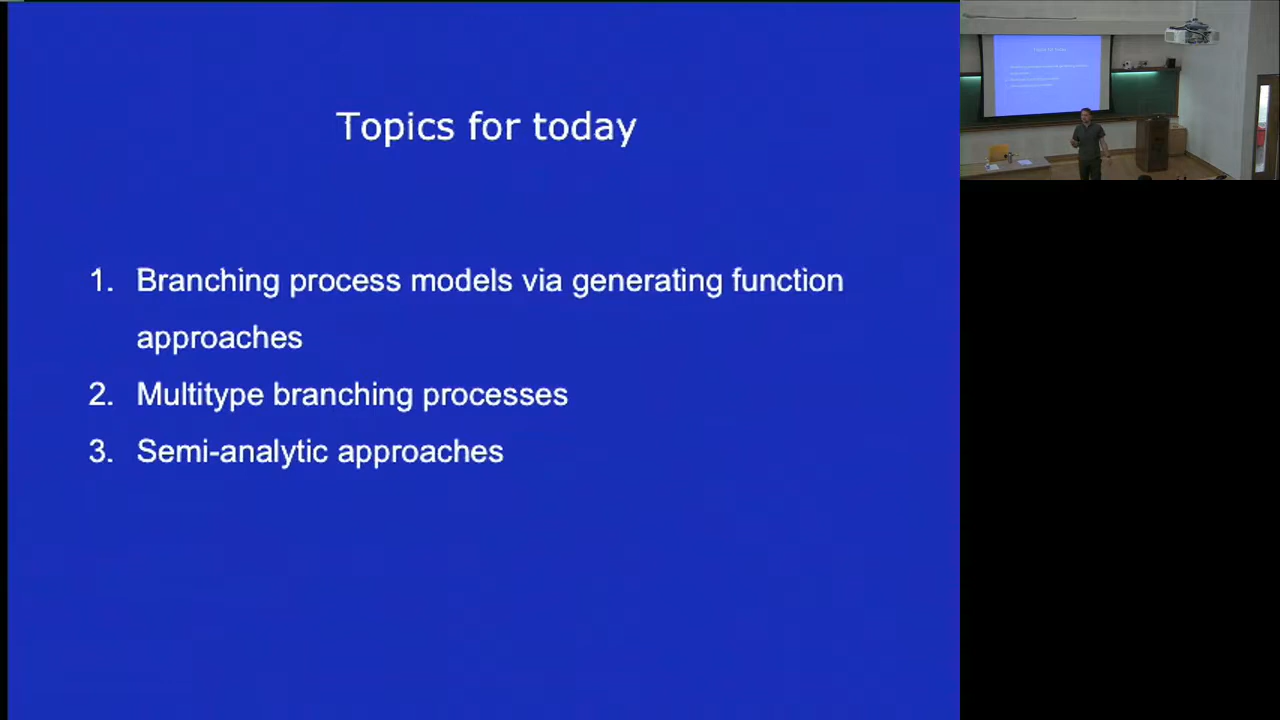 Topics for today
1. Branching process models via generating function
approaches
2. Multitype branching processes
3. Semi-analytic approaches